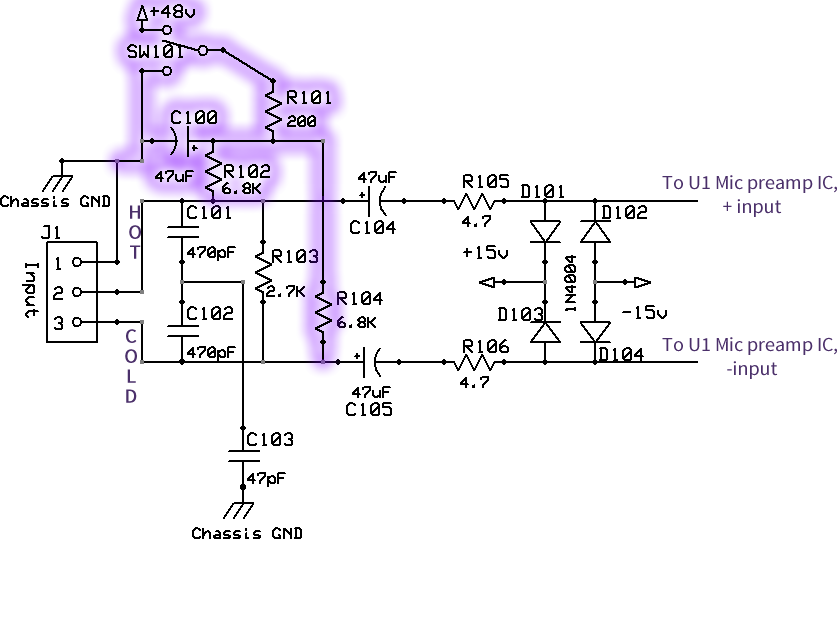 +48v
SW101
R101
200
C100
47uF
+
R102
6.8K
Chassis GND
HOT
J1
Input
1
2
3
COLD
C101
470pF
C102
470pF
R103
2.7K
R104
6.8K
47uF
+
C104
R105
4.7
D101
D102
+15v
1N4004
D103
-15v
D104
To U1 Mic preamp IC,
+ input
R106
4.7
+
47uF
C105
To U1 Mic preamp IC,
-input
C103
47pF
Chassis GND